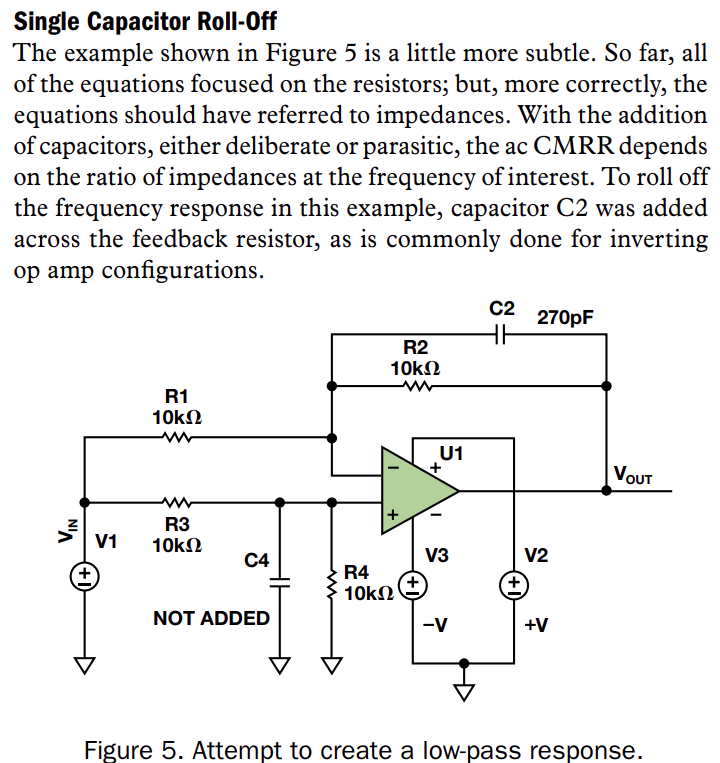 Single Capacitor Roll-Off
The example shown in Figure 5 is a little more subtle. So far, all
of the equations focused on the resistors; but, more correctly, the
equations should have referred to impedances. With the addition
of capacitors, either deliberate or parasitic, the ac CMRR depends
on the ratio of impedances at the frequency of interest. To roll off
the frequency response in this example, capacitor C2 was added
across the feedback resistor, as is commonly done for inverting
op amp configurations.
C2 270pF
R2
10kΩ
R1
10kΩ
U1
VOUT
VIN
V1
R3
10kΩ
C4
NOT ADDED
R4
10kΩ
V3
–V
V2
+V
Figure 5. Attempt to create a low-pass response.